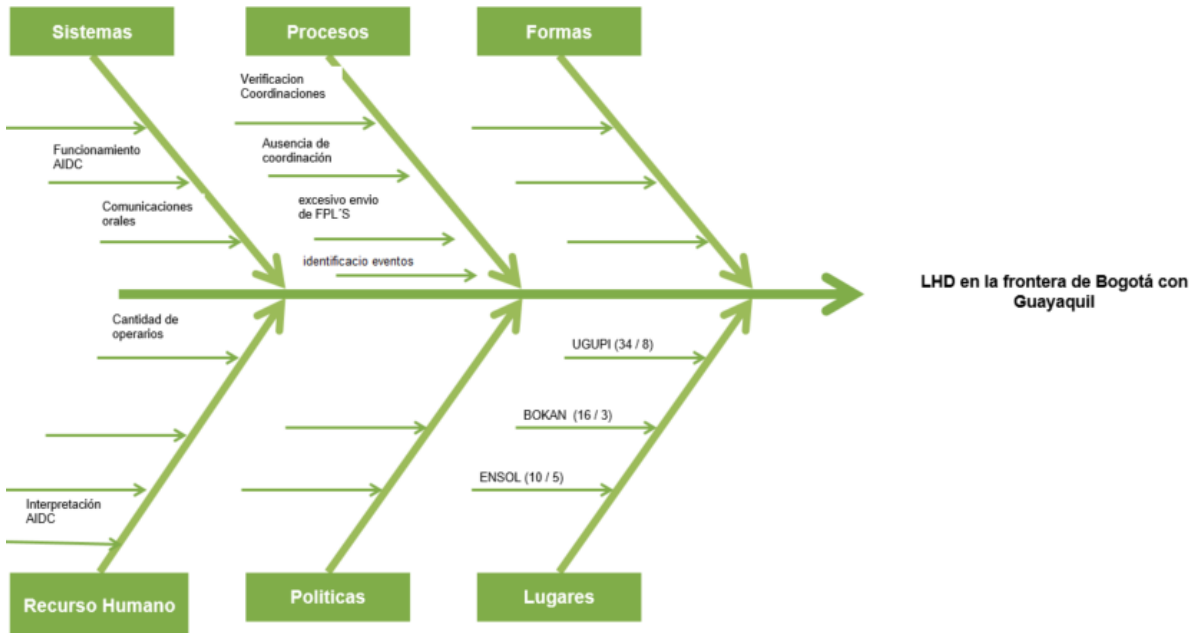 Sistemas
Procesos
Formas
Verificacion
Coordinaciones
Funcionamiento
AIDC
Ausencia de
coordinación
Comunicaciones
orales
excesivo envio
de FPL´S
identificacio eventos
LHD en la frontera de Bogotá con
Guayaquil
Cantidad de
operarios
UGUPI (34 / 8)
BOKAN (16 / 3)
ENSOL (10 / 5)
Interpretación
AIDC
Recurso Humano
Politicas
Lugares